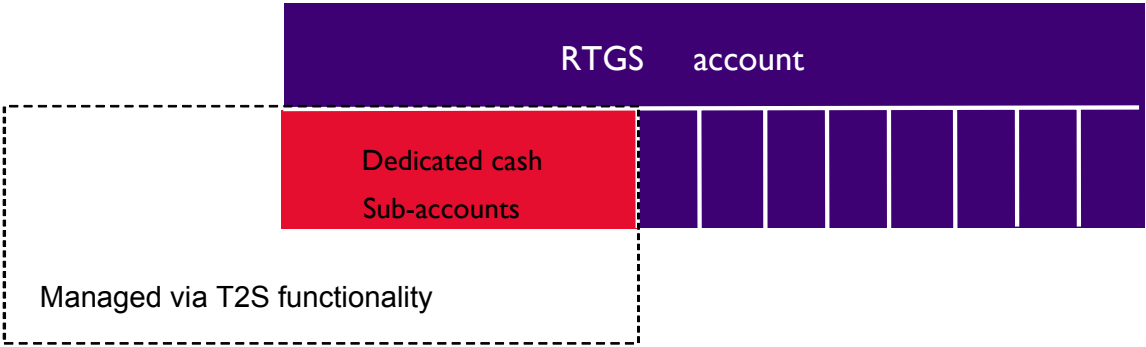 RTGS account
Dedicated cash
Sub-accounts
Managed via T2S functionality